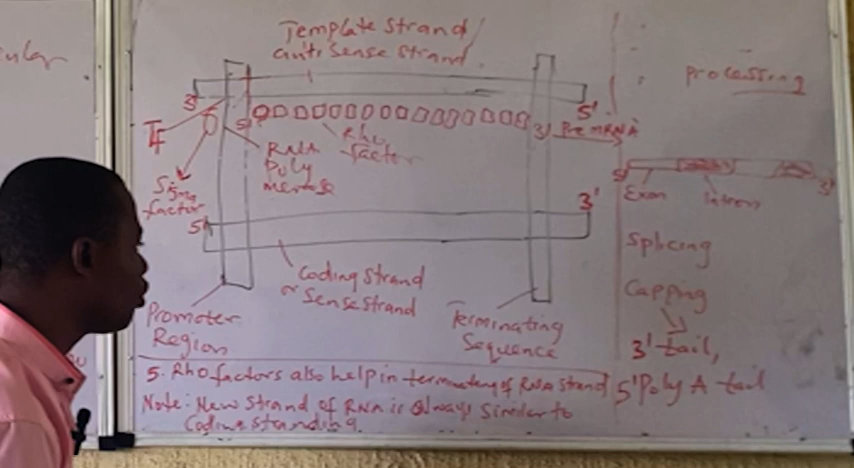 Template Strand/
anti Sense Strand
3'
5'
5'
3'
Pre mRNA
Rho
factor
RNA
Poly
merase
TF
Sigma
factor
5'
3'
Coding Strand
or Sense Strand
Promoter
Region
Terminating
Sequence
5. Rho factors also help in terminating of RNA strand
Note: New Strand of RNA is always similar to
Coding stranding.
Processing
5'
3'
Exon
Intron
Splicing
Capping
3' tail,
5' Poly A tail